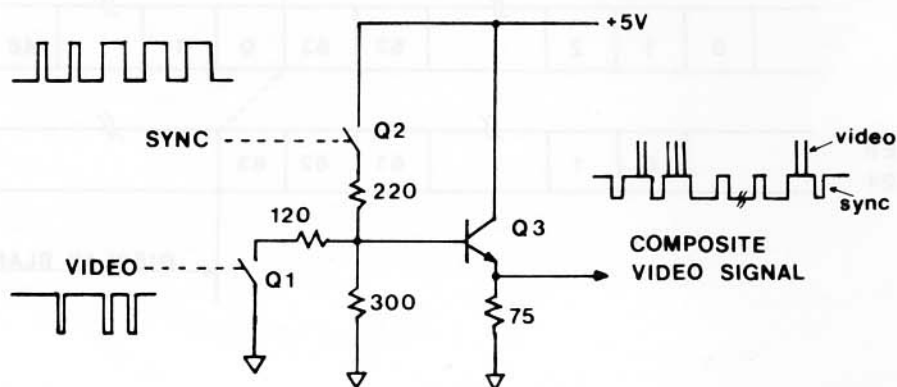 +5V
SYNC
Q2
video
220
sync
120
Q3
COMPOSITE
VIDEO SIGNAL
VIDEO
Q1
300
75